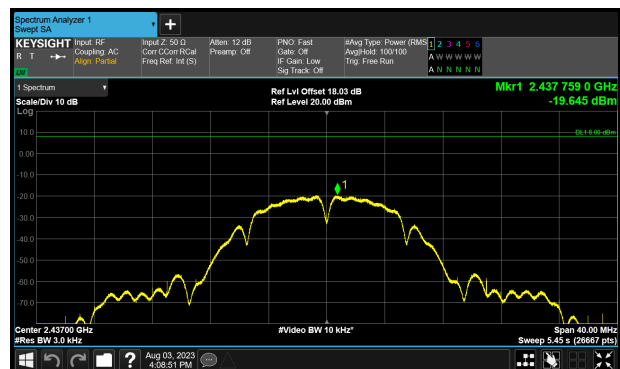 Spectrum Analyzer 1
Swept SA
KEYSIGHT
R T
LXI
Input: RF
Coupling: AC
Align: Partial
Input Z: 50 Ω
Corr CCorr RCal
Freq Ref: Int (S)
Atten: 12 dB
Preamp: Off
PNO: Fast
Gate: Off
IF Gain: Low
Sig Track: Off
#Avg Type: Power (RMS
Avg|Hold: 100/100
Trig: Free Run
1 2 3 4 5 6
A W W W W W
A N N N N N
1 Spectrum
Scale/Div 10 dB
Log
Ref Lvl Offset 18.03 dB
Ref Level 20.00 dBm
Mkr1 2.437 759 0 GHz
-19.645 dBm
10.0
DL1 8.00 dBm
0.00
-10.0
1
-20.0
-30.0
-40.0
-50.0
-60.0
-70.0
Center 2.43700 GHz
#Res BW 3.0 kHz
#Video BW 10 kHz*
Span 40.00 MHz
Sweep 5.45 s (26667 pts)
?
Aug 03, 2023
4:08:51 PM